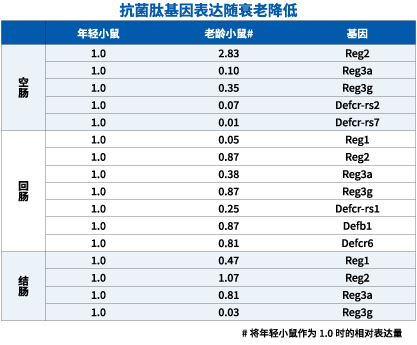 抗菌肽基因表达随衰老降低
年轻小鼠 老龄小鼠# 基因
空肠
1.0 2.83 Reg2
1.0 0.10 Reg3a
1.0 0.35 Reg3g
1.0 0.07 Defcr-rs2
1.0 0.01 Defcr-rs7
回肠
1.0 0.05 Reg1
1.0 0.87 Reg2
1.0 0.38 Reg3a
1.0 0.87 Reg3g
1.0 0.25 Defcr-rs1
1.0 0.87 Defb1
1.0 0.81 Defcr6
结肠
1.0 0.47 Reg1
1.0 1.07 Reg2
1.0 0.81 Reg3a
1.0 0.03 Reg3g
# 将年轻小鼠作为 1.0 时的相对表达量